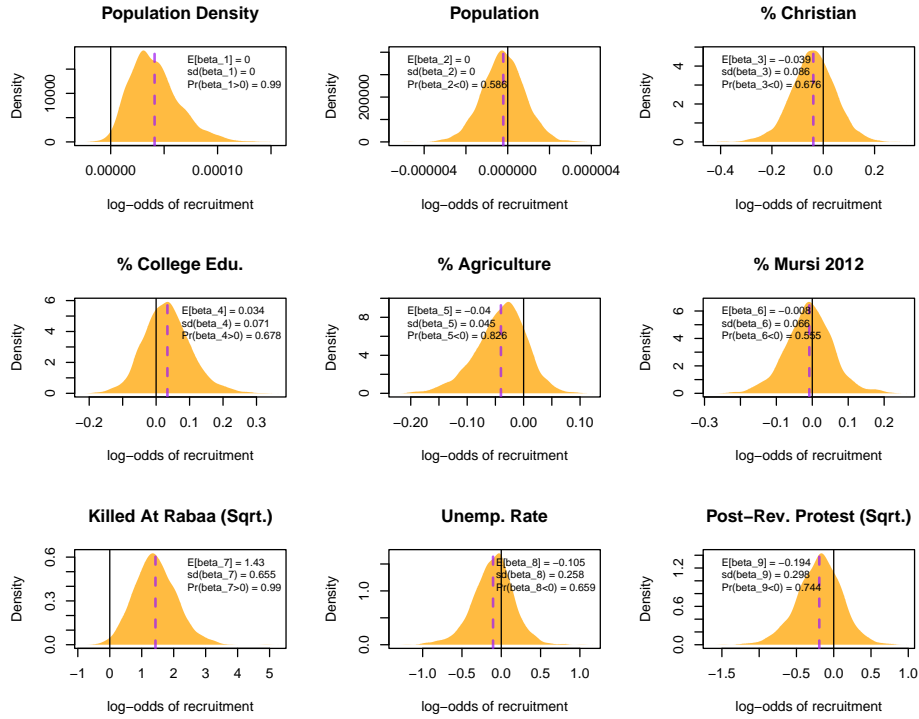 Population Density
E[beta_1] = 0
sd(beta_1) = 0
Pr(beta_1>0) = 0.99
Density
0
10000
0.00000
0.00010
log−odds of recruitment
Population
E[beta_2] = 0
sd(beta_2) = 0
Pr(beta_2<0) = 0.586
Density
0
200000
−0.000004
0.000000
0.000004
log−odds of recruitment
% Christian
E[beta_3] = −0.039
sd(beta_3) = 0.086
Pr(beta_3<0) = 0.676
Density
0
2
4
−0.4
−0.2
0.0
0.2
log−odds of recruitment
% College Edu.
E[beta_4] = 0.034
sd(beta_4) = 0.071
Pr(beta_4>0) = 0.678
Density
0
2
4
6
−0.2
0.0
0.1
0.2
0.3
log−odds of recruitment
% Agriculture
E[beta_5] = −0.04
sd(beta_5) = 0.045
Pr(beta_5<0) = 0.826
Density
0
4
8
−0.20
−0.10
0.00
0.10
log−odds of recruitment
% Mursi 2012
E[beta_6] = −0.008
sd(beta_6) = 0.066
Pr(beta_6<0) = 0.555
Density
0
2
4
6
−0.3
−0.1
0.0
0.1
0.2
log−odds of recruitment
Killed At Rabaa (Sqrt.)
E[beta_7] = 1.43
sd(beta_7) = 0.655
Pr(beta_7>0) = 0.99
Density
0.0
0.3
0.6
−1
0
1
2
3
4
5
log−odds of recruitment
Unemp. Rate
E[beta_8] = −0.105
sd(beta_8) = 0.258
Pr(beta_8<0) = 0.659
Density
0.0
1.0
−1.0
−0.5
0.0
0.5
1.0
log−odds of recruitment
Post−Rev. Protest (Sqrt.)
E[beta_9] = −0.194
sd(beta_9) = 0.298
Pr(beta_9<0) = 0.744
Density
0.0
0.6
1.2
−1.5
−0.5
0.0
0.5
1.0
log−odds of recruitment